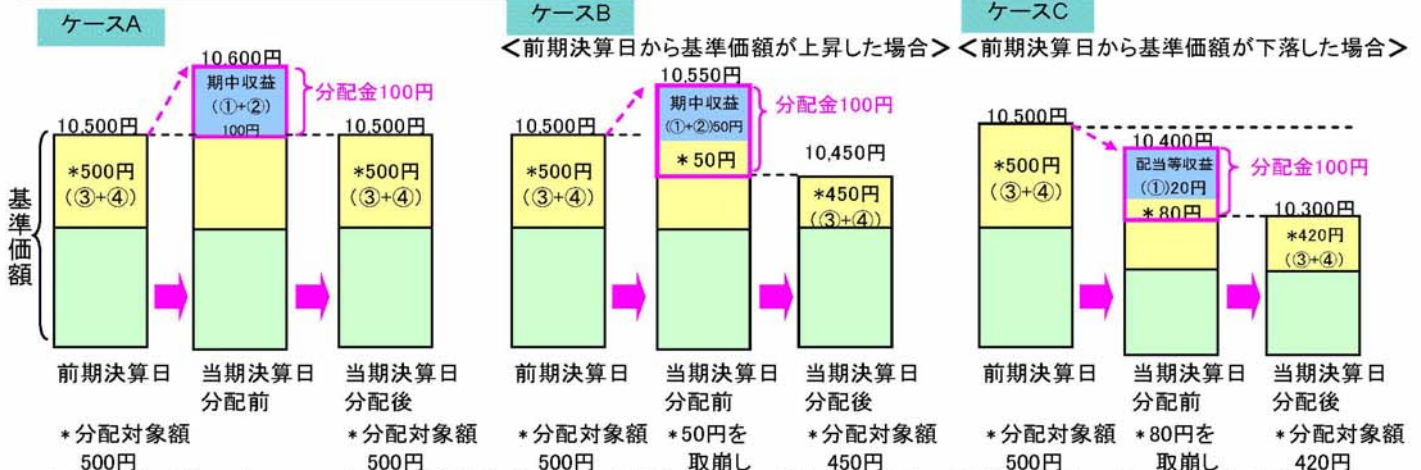 ケースA
10,600円
期中収益
(①+②)
100円
分配金100円
10,500円
10,500円
*500円
(③+④)
*500円
(③+④)
基準価額
前期決算日
当期決算日
分配前
当期決算日
分配後
*分配対象額
500円
*分配対象額
500円
ケースB
<前期決算日から基準価額が上昇した場合>
10,550円
期中収益
(①+②)50円
*50円
分配金100円
10,500円
*500円
(③+④)
10,450円
*450円
(③+④)
前期決算日
当期決算日
分配前
当期決算日
分配後
*分配対象額
500円
*50円を
取崩し
*分配対象額
450円
ケースC
<前期決算日から基準価額が下落した場合>
10,500円
*500円
(③+④)
10,400円
配当等収益
(①)20円
*80円
分配金100円
10,300円
*420円
(③+④)
前期決算日
当期決算日
分配前
当期決算日
分配後
*分配対象額
500円
*80円を
取崩し
*分配対象額
420円